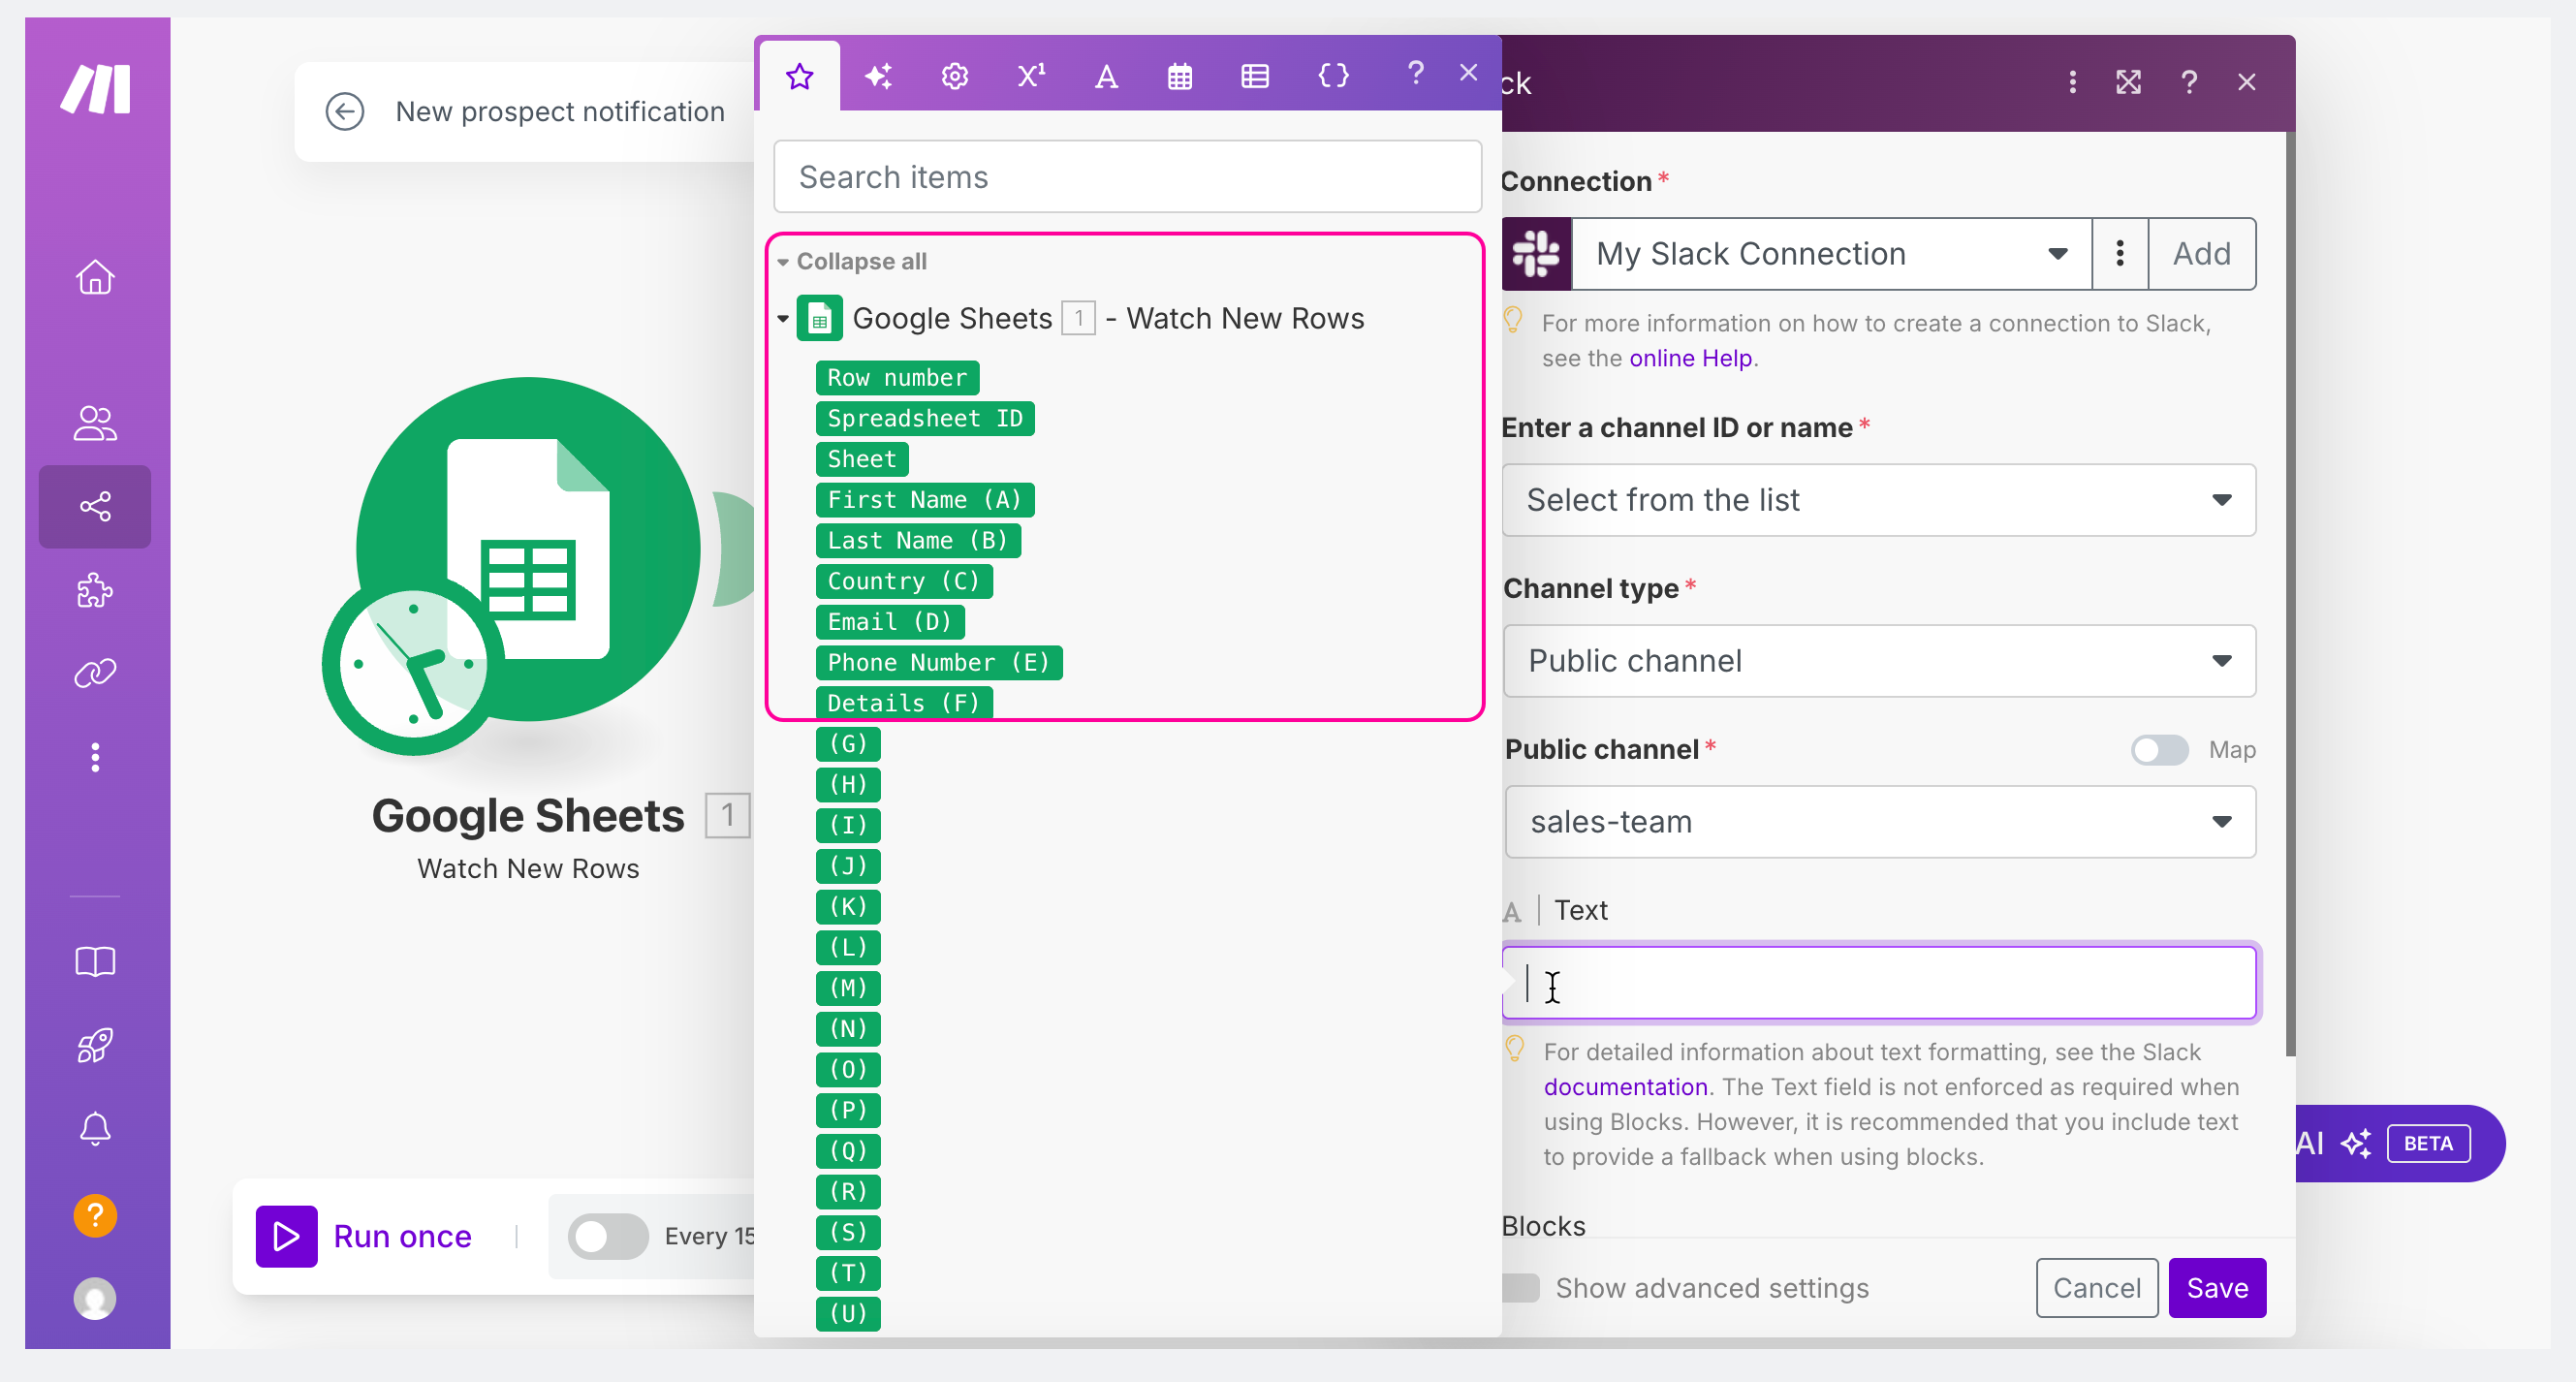 New prospect notification
Google Sheets 1
Watch New Rows
Run once
Every 15
Search items
Collapse all
Google Sheets 1 - Watch New Rows
Row number
Spreadsheet ID
Sheet
First Name (A)
Last Name (B)
Country (C)
Email (D)
Phone Number (E)
Details (F)
(G)
(H)
(I)
(J)
(K)
(L)
(M)
(N)
(O)
(P)
(Q)
(R)
(S)
(T)
(U)
ck
Connection *
My Slack Connection
Add
For more information on how to create a connection to Slack,
see the online Help.
Enter a channel ID or name *
Select from the list
Channel type *
Public channel
Public channel *
Map
sales-team
A | Text
For detailed information about text formatting, see the Slack
documentation. The Text field is not enforced as required when
using Blocks. However, it is recommended that you include text
to provide a fallback when using blocks.
Blocks
Show advanced settings
Cancel
Save
AI
BETA